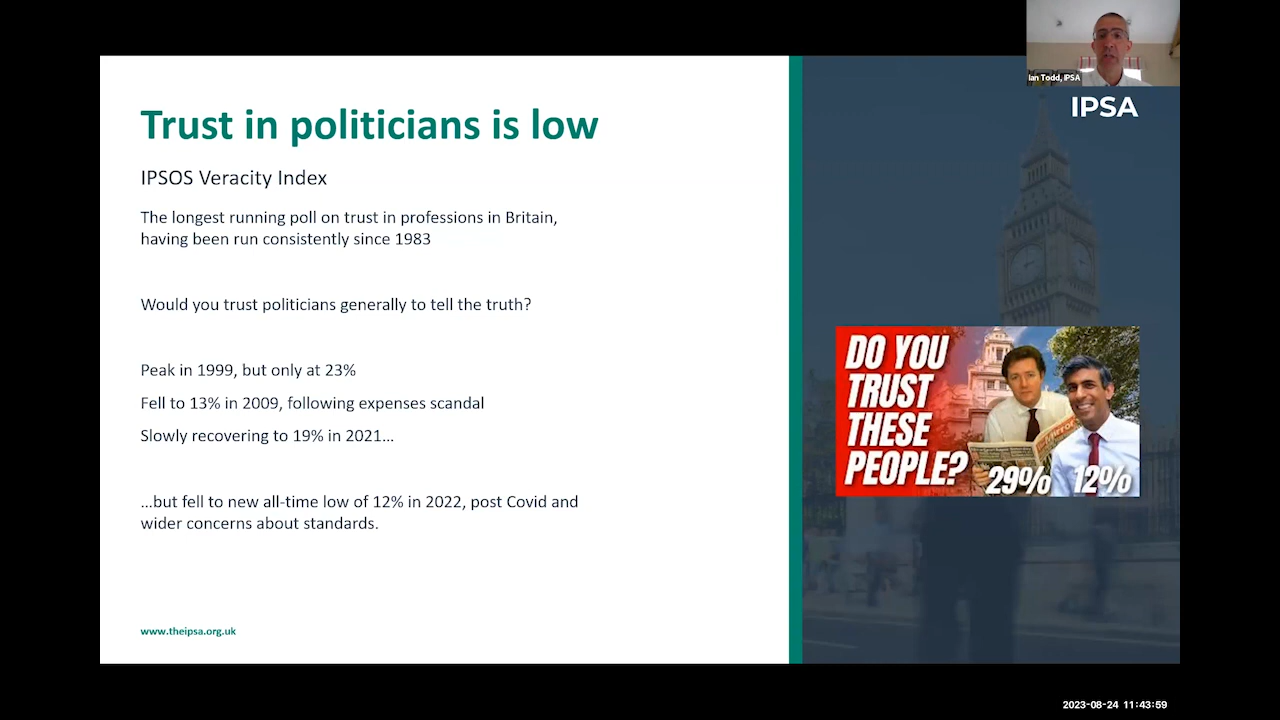 Ian Todd, IPSA
IPSA
Trust in politicians is low
IPSOS Veracity Index
The longest running poll on trust in professions in Britain,
having been run consistently since 1983
Would you trust politicians generally to tell the truth?
Peak in 1999, but only at 23%
Fell to 13% in 2009, following expenses scandal
Slowly recovering to 19% in 2021…
…but fell to new all-time low of 12% in 2022, post Covid and
wider concerns about standards.
www.theipsa.org.uk
DO YOU
TRUST
THESE
PEOPLE?
Mirror
29%
12%
2023-08-24 11:43:59